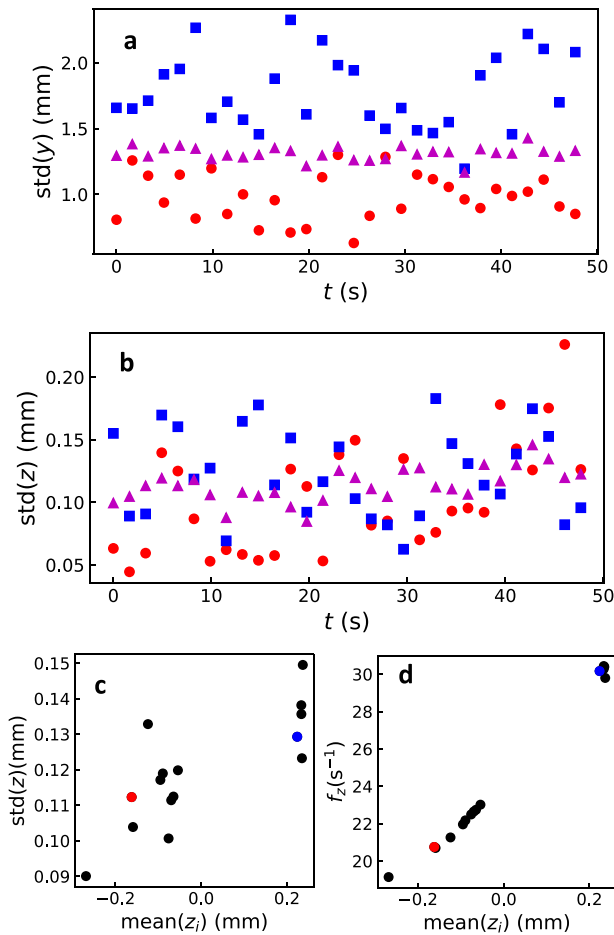 a
std(y) (mm)
2.0
1.5
1.0
0 10 20 30 40 50
t (s)
b
std(z) (mm)
0.20
0.15
0.10
0.05
0 10 20 30 40 50
t (s)
c
std(z)(mm)
0.15
0.14
0.13
0.12
0.11
0.10
0.09
−0.2 0.0 0.2
mean(zᵢ) (mm)
d
f_z(s⁻¹)
30
28
26
24
22
20
−0.2 0.0 0.2
mean(zᵢ) (mm)